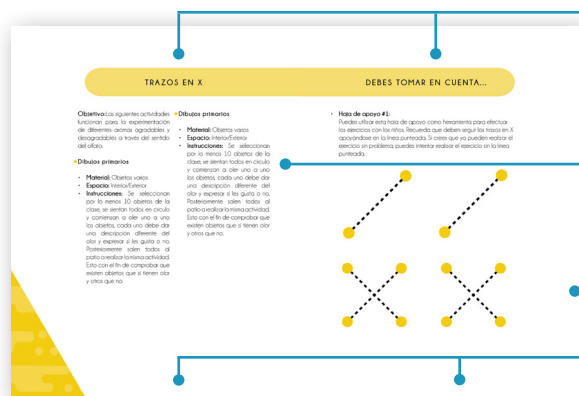 TRAZOS EN X
DEBES TOMAR EN CUENTA...
Objetivo: Las siguientes actividades
funcionan para la experimentación
de diferentes aromas agradables y
desagradables a través del sentido
del olfato.
Dibujos primarios
• Material: Objetos varios
• Espacio: Interior/Exterior
• Instrucciones: Se seleccionan
por lo menos 10 objetos de la
clase, se sientan todos en círculo
y comienzan a oler uno a uno
los objetos, cada uno debe dar
una descripción diferente del
olor y expresar si les gusta o no.
Posteriormente salen todos al
patio a realizar la misma actividad.
Esto con el fin de comprobar que
existen objetos que si tienen olor
y otros que no.
Dibujos primarios
• Material: Objetos varios
• Espacio: Interior/Exterior
• Instrucciones: Se seleccionan
por lo menos 10 objetos de la
clase, se sientan todos en círculo
y comienzan a oler uno a uno
los objetos, cada uno debe dar
una descripción diferente del
olor y expresar si les gusta o no.
Posteriormente salen todos al
patio a realizar la misma actividad.
Esto con el fin de comprobar que
existen objetos que si tienen olor
y otros que no.
• Hoja de apoyo #1:
Puedes utilizar esta hoja de apoyo como herramienta para efectuar
los ejercicios con los niños. Recuerda que deben seguir los trazos en X
apoyándose en la línea punteada. Si crees que ya pueden realizar el
ejercicio sin problema, puedes intentar realizar el ejercicio sin la línea
punteada.